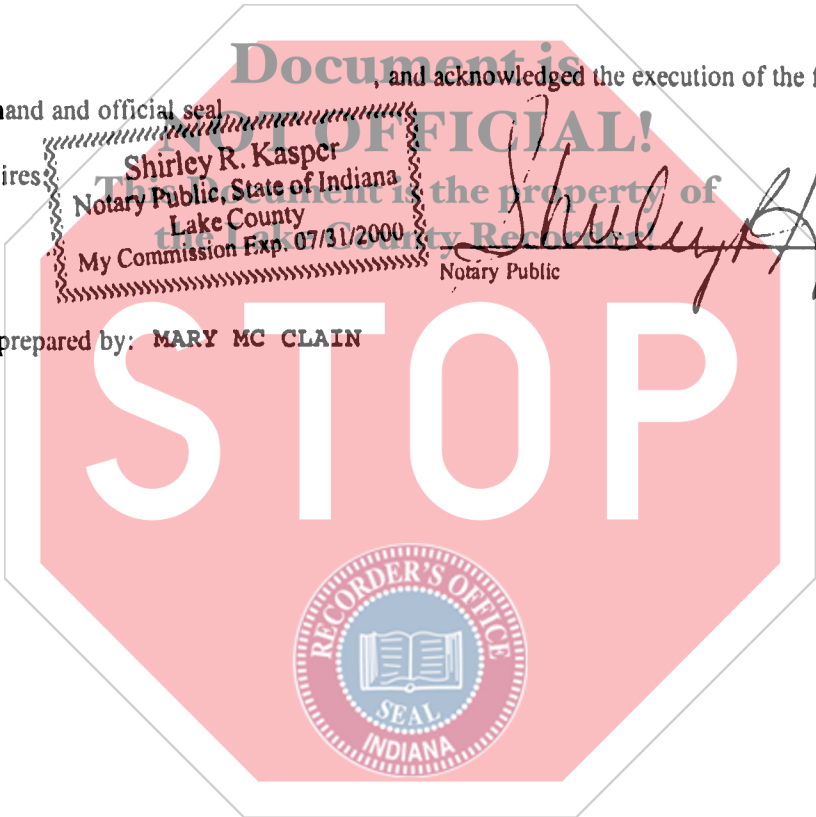 Document is
, and acknowledged the execution of the
hand and official seal
NOT OFFICIAL!
ires:
Shirley R. Kasper
Notary Public, State of Indiana
Lake County
My Commission Exp. 07/31/2000
This Document is the property of
the Lake County Recorder!
Shirley R
Notary Public
prepared by: MARY MC CLAIN
STOP
RECORDER'S OFFICE
SEAL
INDIANA